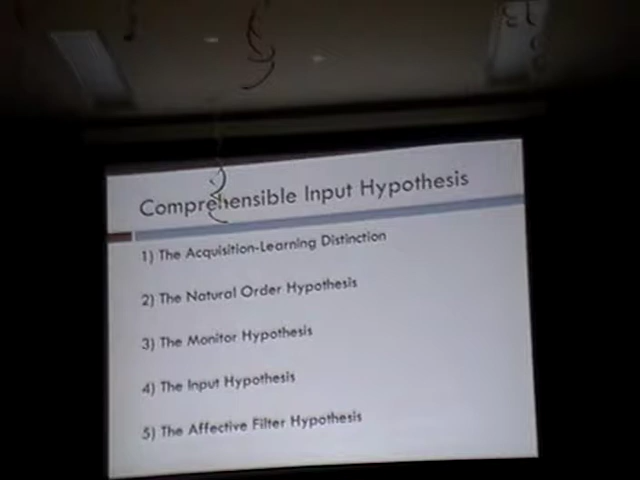 Comprehensible Input Hypothesis
1) The Acquisition-Learning Distinction
2) The Natural Order Hypothesis
3) The Monitor Hypothesis
4) The Input Hypothesis
5) The Affective Filter Hypothesis